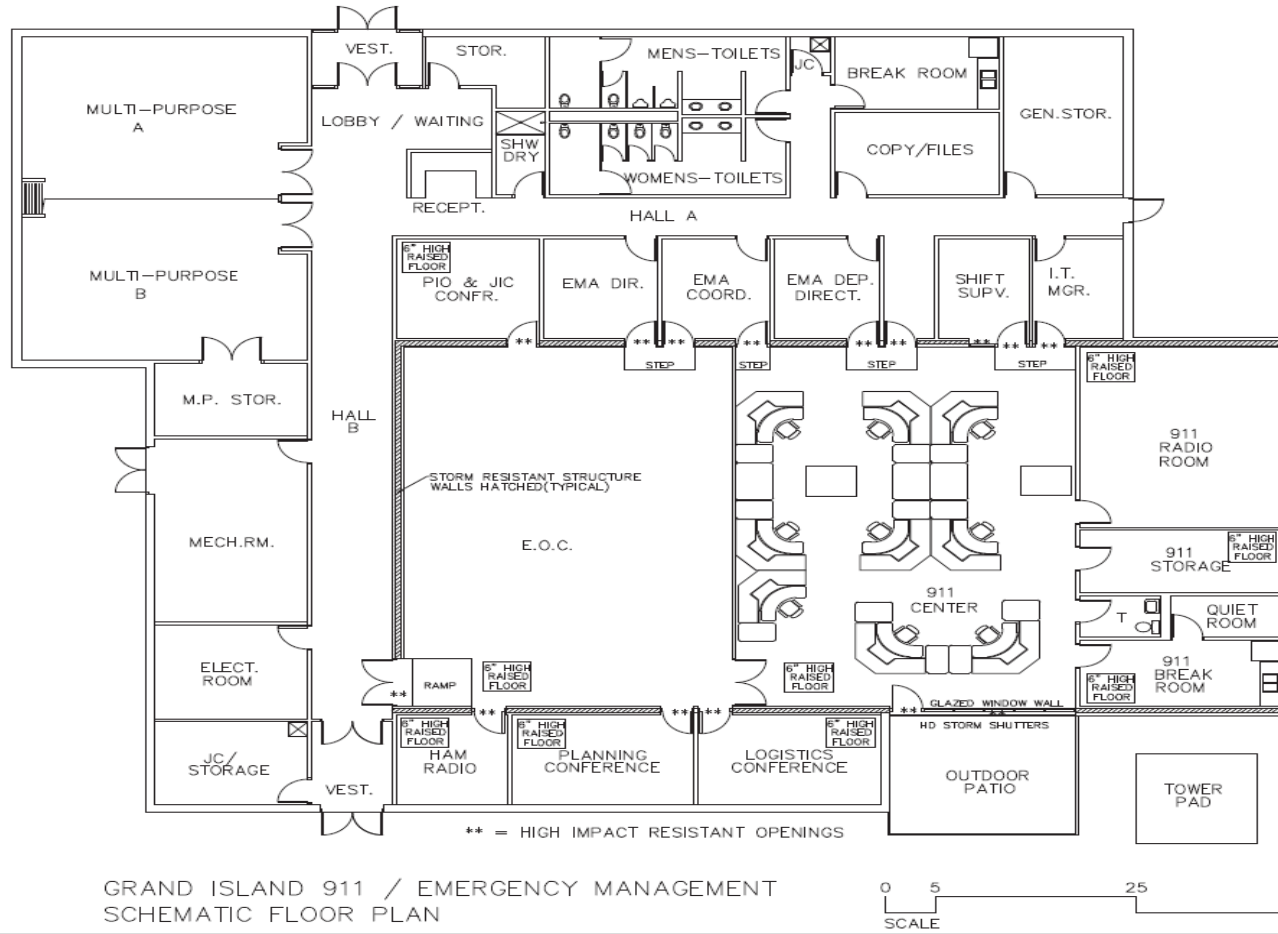 VEST.
STOR.
MENS-TOILETS
JC
BREAK ROOM
MULTI-PURPOSE
A
LOBBY / WAITING
GEN.STOR.
SHW
DRY
COPY/FILES
WOMENS-TOILETS
RECEPT.
HALL A
MULTI-PURPOSE
B
6" HIGH
RAISED
FLOOR
PIO & JIC
CONFR.
EMA DIR.
EMA
COORD.
EMA DEP.
DIRECT.
SHIFT
SUPV.
I.T.
MGR.
**
**
**
**
**
**
**
**
**
STEP
STEP
STEP
STEP
6" HIGH
RAISED
FLOOR
M.P. STOR.
HALL
B
911
RADIO
ROOM
STORM RESISTANT STRUCTURE
WALLS HATCHED(TYPICAL)
MECH.RM.
E.O.C.
911
STORAGE
6" HIGH
RAISED
FLOOR
911
CENTER
T
QUIET
ROOM
ELECT.
ROOM
**
RAMP
6" HIGH
RAISED
FLOOR
6" HIGH
RAISED
FLOOR
6" HIGH
RAISED
FLOOR
911
BREAK
ROOM
GLAZED WINDOW WALL
**
**
**
**
**
HD STORM SHUTTERS
JC/
STORAGE
VEST.
6" HIGH
RAISED
FLOOR
HAM
RADIO
6" HIGH
RAISED
FLOOR
PLANNING
CONFERENCE
6" HIGH
RAISED
FLOOR
LOGISTICS
CONFERENCE
OUTDOOR
PATIO
TOWER
PAD
** = HIGH IMPACT RESISTANT OPENINGS
GRAND ISLAND 911 / EMERGENCY MANAGEMENT
SCHEMATIC FLOOR PLAN
0 5 25
SCALE